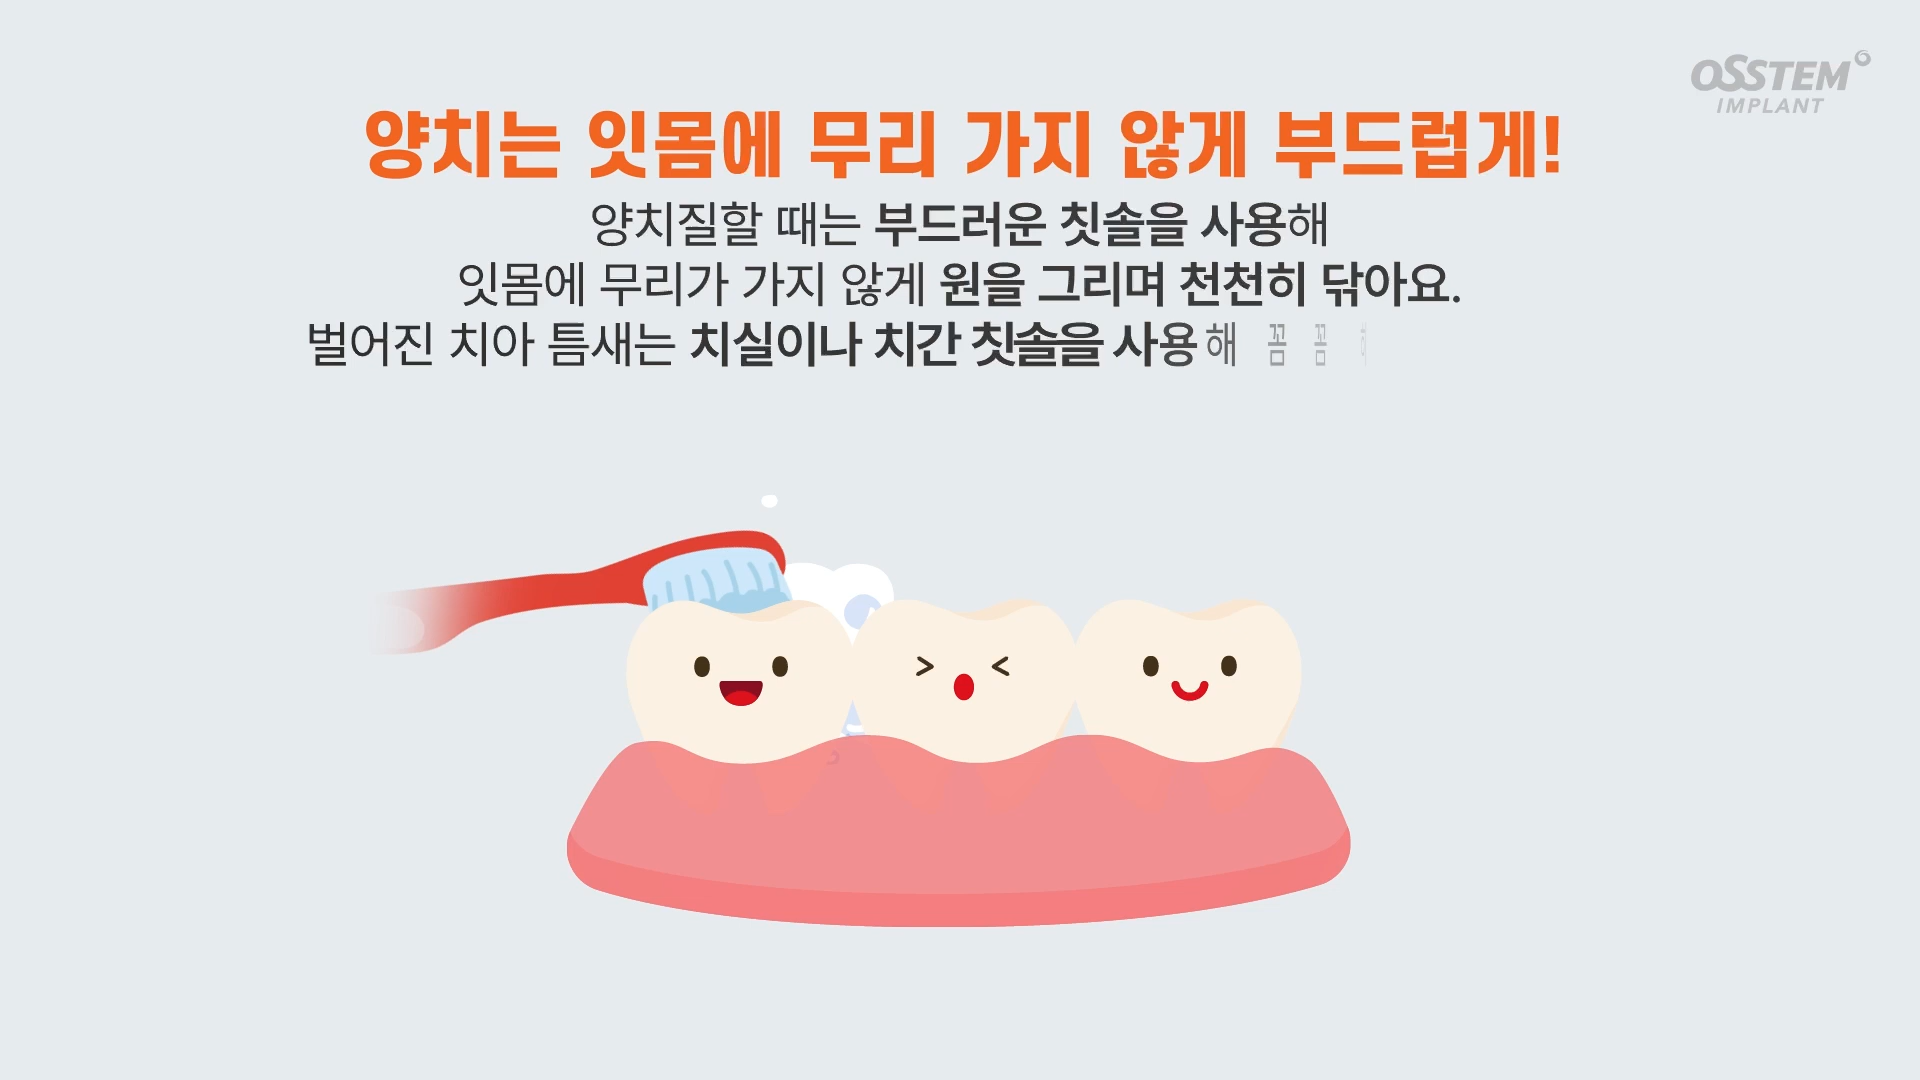 OSSTEM
IMPLANT
양치는 잇몸에 무리 가지 않게 부드럽게!
양치질할 때는 부드러운 칫솔을 사용해
잇몸에 무리가 가지 않게 원을 그리며 천천히 닦아요.
벌어진 치아 틈새는 치실이나 치간 칫솔을 사용해 꼼꼼